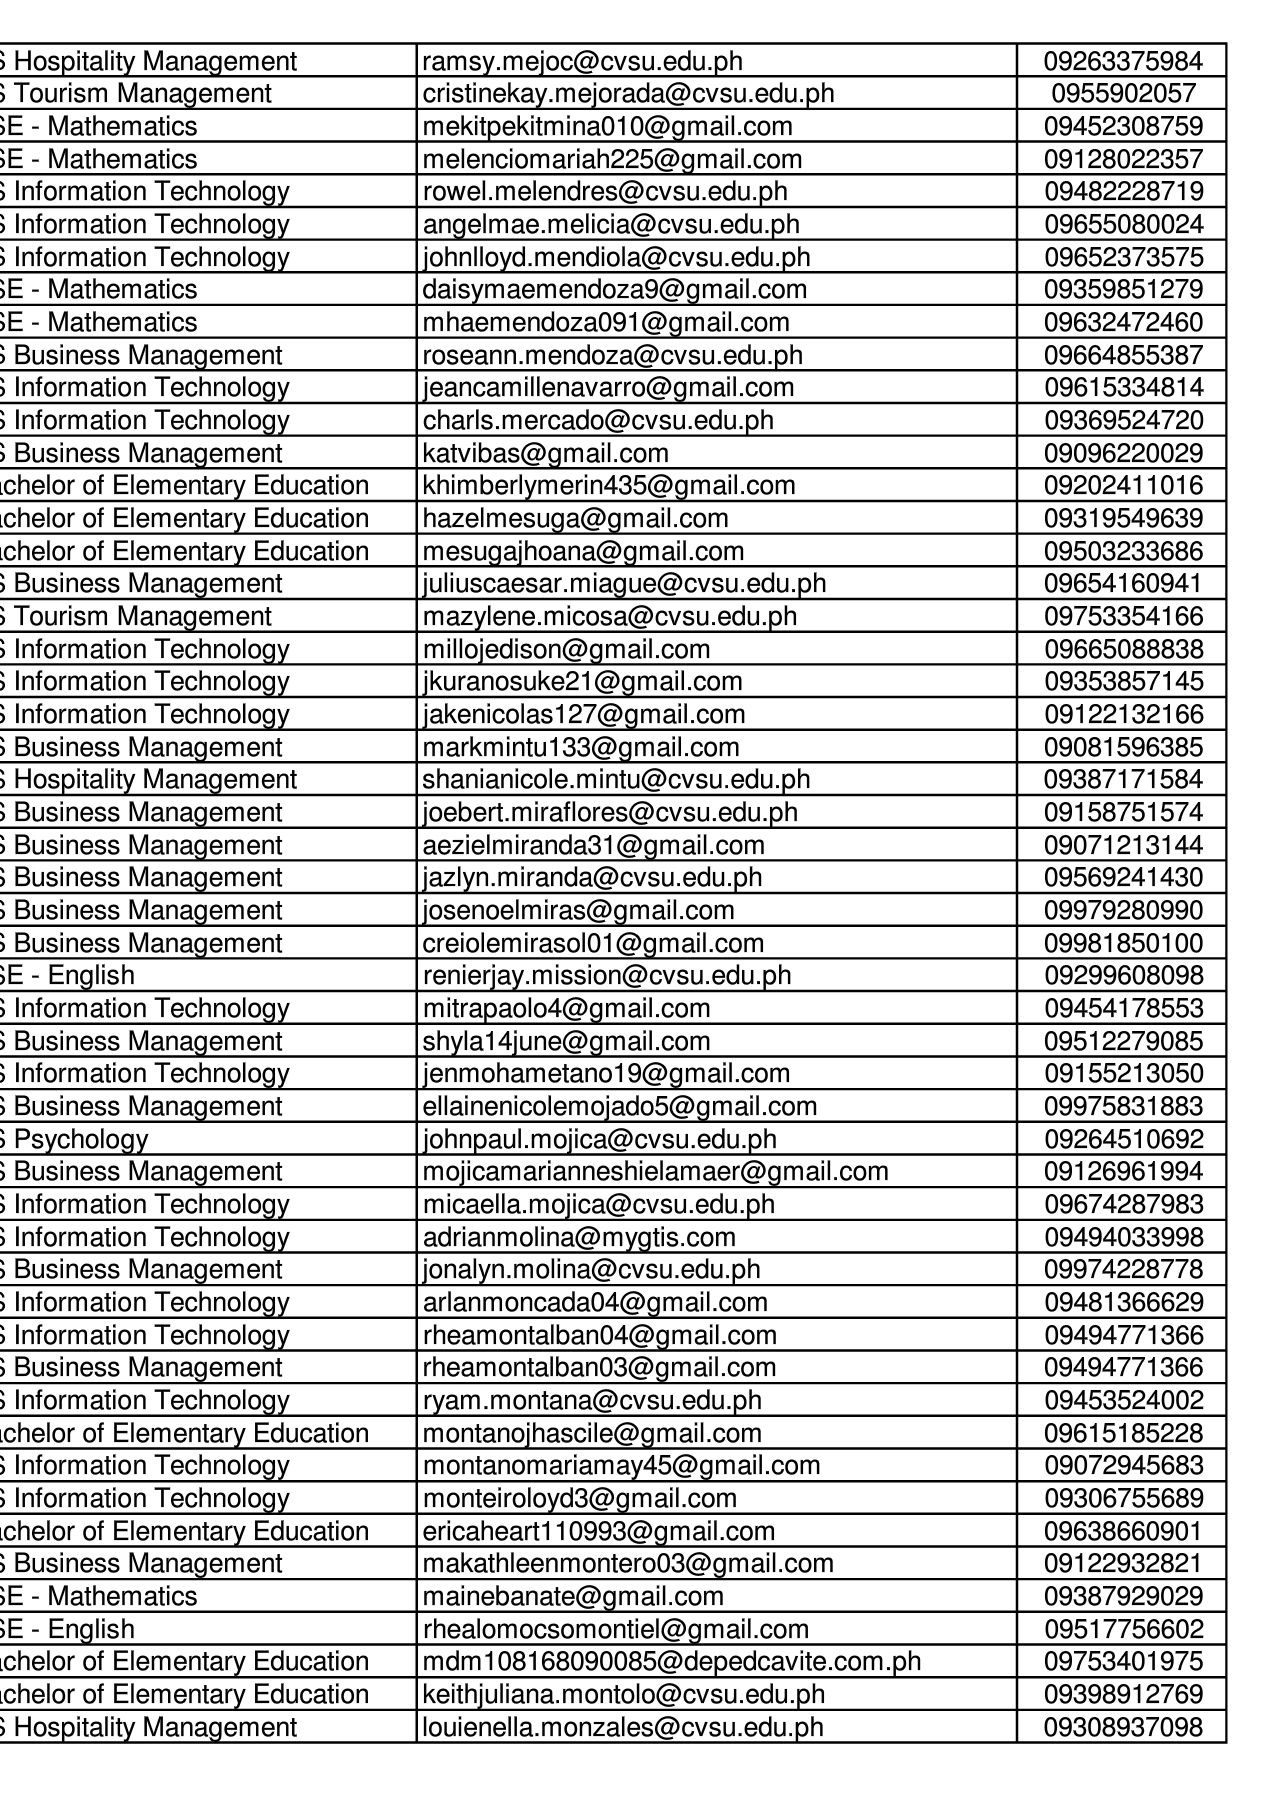 S Hospitality Management ramsy.mejoc@cvsu.edu.ph 09263375984
S Tourism Management cristinekay.mejorada@cvsu.edu.ph 0955902057
SE - Mathematics mekitpekitmina010@gmail.com 09452308759
SE - Mathematics melenciomariah225@gmail.com 09128022357
S Information Technology rowel.melendres@cvsu.edu.ph 09482228719
S Information Technology angelmae.melicia@cvsu.edu.ph 09655080024
S Information Technology johnlloyd.mendiola@cvsu.edu.ph 09652373575
SE - Mathematics daisymaemendoza9@gmail.com 09359851279
SE - Mathematics mhaemendoza091@gmail.com 09632472460
S Business Management roseann.mendoza@cvsu.edu.ph 09664855387
S Information Technology jeancamillenavarro@gmail.com 09615334814
S Information Technology charls.mercado@cvsu.edu.ph 09369524720
S Business Management katvibas@gmail.com 09096220029
achelor of Elementary Education khimberlymerin435@gmail.com 09202411016
achelor of Elementary Education hazelmesuga@gmail.com 09319549639
achelor of Elementary Education mesugajhoana@gmail.com 09503233686
S Business Management juliuscaesar.miague@cvsu.edu.ph 09654160941
S Tourism Management mazylene.micosa@cvsu.edu.ph 09753354166
S Information Technology millojedison@gmail.com 09665088838
S Information Technology jkuranosuke21@gmail.com 09353857145
S Information Technology jakenicolas127@gmail.com 09122132166
S Business Management markmintu133@gmail.com 09081596385
S Hospitality Management shanianicole.mintu@cvsu.edu.ph 09387171584
S Business Management joebert.miraflores@cvsu.edu.ph 09158751574
S Business Management aezielmiranda31@gmail.com 09071213144
S Business Management jazlyn.miranda@cvsu.edu.ph 09569241430
S Business Management josenoelmiras@gmail.com 09979280990
S Business Management creiolemirasol01@gmail.com 09981850100
SE - English renierjay.mission@cvsu.edu.ph 09299608098
S Information Technology mitrapaolo4@gmail.com 09454178553
S Business Management shyla14june@gmail.com 09512279085
S Information Technology jenmohametano19@gmail.com 09155213050
S Business Management ellainenicolemojado5@gmail.com 09975831883
S Psychology johnpaul.mojica@cvsu.edu.ph 09264510692
S Business Management mojicamarianneshielamaer@gmail.com 09126961994
S Information Technology micaella.mojica@cvsu.edu.ph 09674287983
S Information Technology adrianmolina@mygtis.com 09494033998
S Business Management jonalyn.molina@cvsu.edu.ph 09974228778
S Information Technology arlanmoncada04@gmail.com 09481366629
S Information Technology rheamontalban04@gmail.com 09494771366
S Business Management rheamontalban03@gmail.com 09494771366
S Information Technology ryam.montana@cvsu.edu.ph 09453524002
achelor of Elementary Education montanojhascile@gmail.com 09615185228
S Information Technology montanomariamay45@gmail.com 09072945683
S Information Technology monteiroloyd3@gmail.com 09306755689
achelor of Elementary Education ericaheart110993@gmail.com 09638660901
S Business Management makathleenmontero03@gmail.com 09122932821
SE - Mathematics mainebanate@gmail.com 09387929029
SE - English rhealomocsomontiel@gmail.com 09517756602
achelor of Elementary Education mdm108168090085@depedcavite.com.ph 09753401975
achelor of Elementary Education keithjuliana.montolo@cvsu.edu.ph 09398912769
S Hospitality Management louienella.monzales@cvsu.edu.ph 09308937098